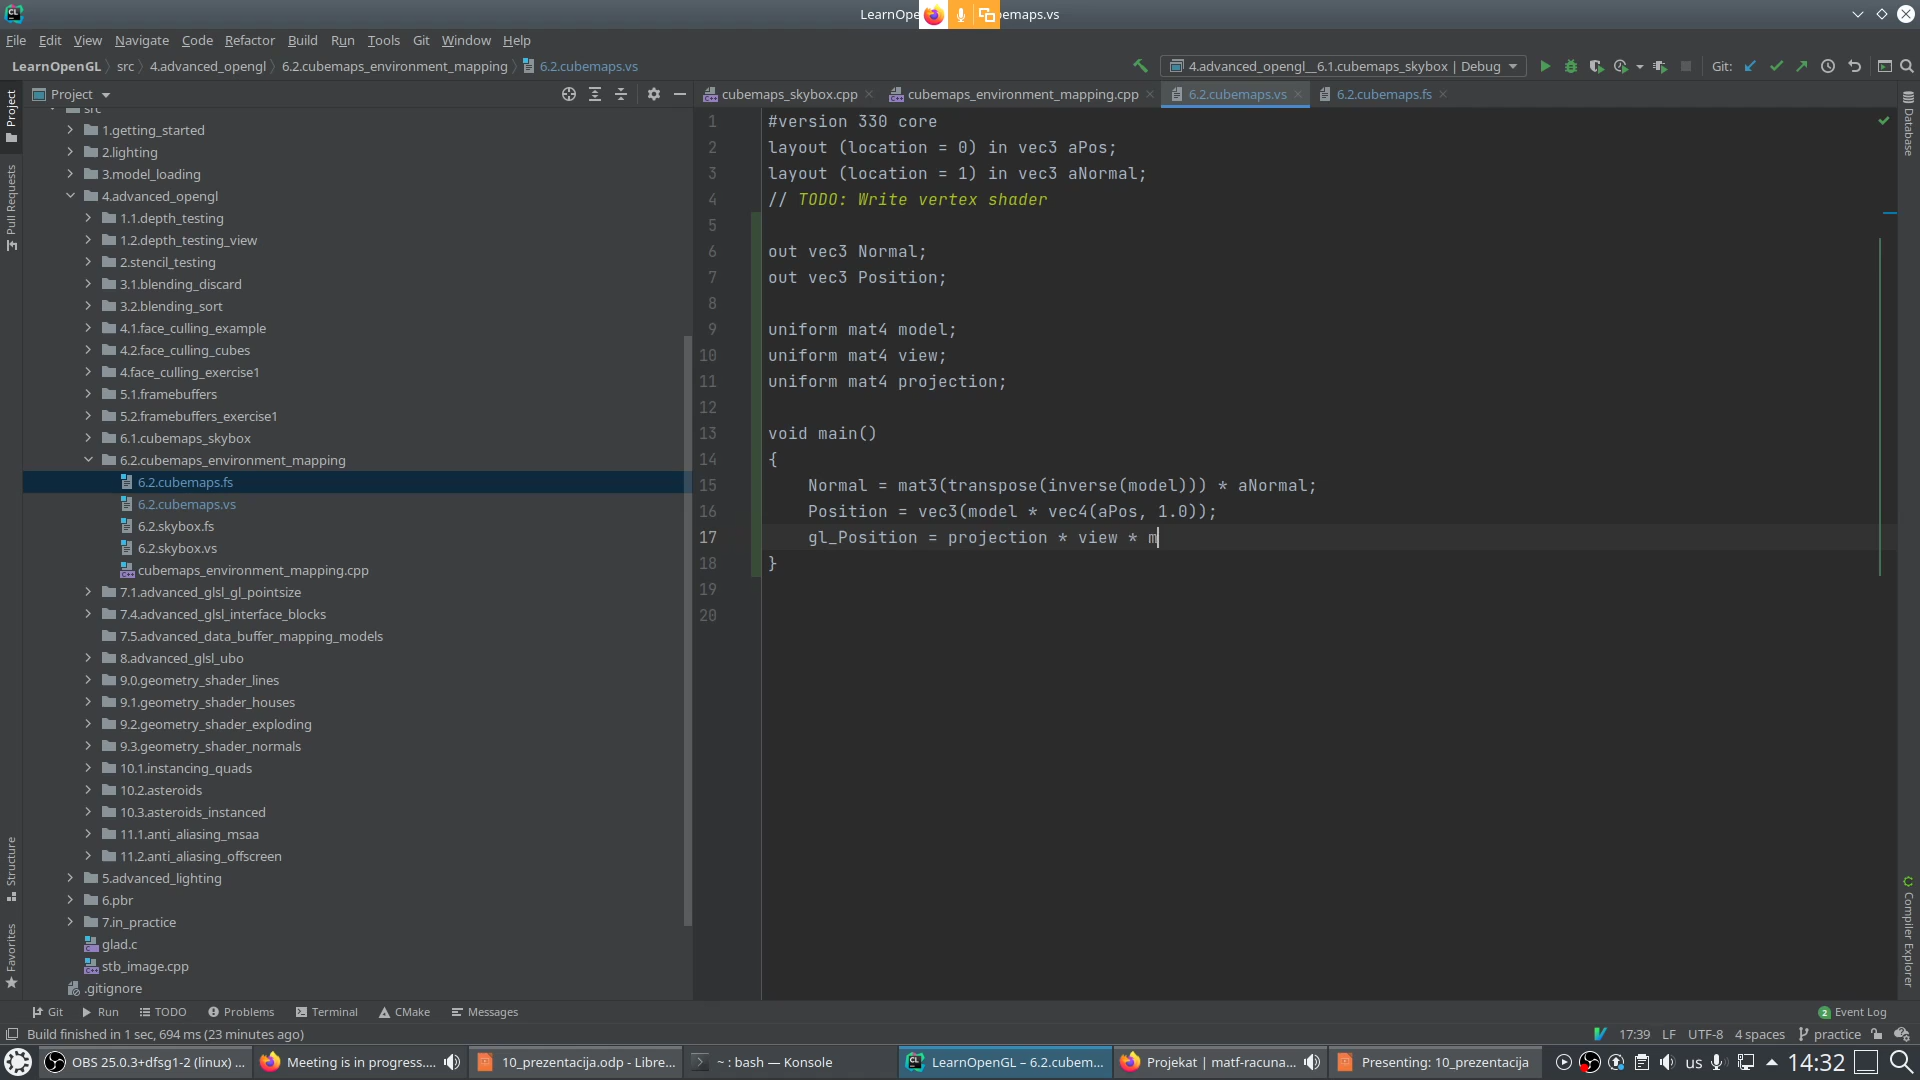 LearnOpe
emaps.vs
File Edit View Navigate Code Refactor Build Run Tools Git Window Help
LearnOpenGL src 4.advanced_opengl 6.2.cubemaps_environment_mapping 6.2.cubemaps.vs
4.advanced_opengl__6.1.cubemaps_skybox | Debug
Git:
Project
cubemaps_skybox.cpp
cubemaps_environment_mapping.cpp
6.2.cubemaps.vs
6.2.cubemaps.fs
Project
Pull Requests
Structure
Favorites
src
1.getting_started
2.lighting
3.model_loading
4.advanced_opengl
1.1.depth_testing
1.2.depth_testing_view
2.stencil_testing
3.1.blending_discard
3.2.blending_sort
4.1.face_culling_example
4.2.face_culling_cubes
4.face_culling_exercise1
5.1.framebuffers
5.2.framebuffers_exercise1
6.1.cubemaps_skybox
6.2.cubemaps_environment_mapping
6.2.cubemaps.fs
6.2.cubemaps.vs
6.2.skybox.fs
6.2.skybox.vs
cubemaps_environment_mapping.cpp
7.1.advanced_glsl_gl_pointsize
7.4.advanced_glsl_interface_blocks
7.5.advanced_data_buffer_mapping_models
8.advanced_glsl_ubo
9.0.geometry_shader_lines
9.1.geometry_shader_houses
9.2.geometry_shader_exploding
9.3.geometry_shader_normals
10.1.instancing_quads
10.2.asteroids
10.3.asteroids_instanced
11.1.anti_aliasing_msaa
11.2.anti_aliasing_offscreen
5.advanced_lighting
6.pbr
7.in_practice
glad.c
stb_image.cpp
.gitignore
1 #version 330 core
2 layout (location = 0) in vec3 aPos;
3 layout (location = 1) in vec3 aNormal;
4 // TODO: Write vertex shader
5
6 out vec3 Normal;
7 out vec3 Position;
8
9 uniform mat4 model;
10 uniform mat4 view;
11 uniform mat4 projection;
12
13 void main()
14 {
15 Normal = mat3(transpose(inverse(model))) * aNormal;
16 Position = vec3(model * vec4(aPos, 1.0));
17 gl_Position = projection * view * m
18 }
19
20
Database
Compiler Explorer
Git Run TODO Problems Terminal CMake Messages
2 Event Log
Build finished in 1 sec, 694 ms (23 minutes ago)
17:39 LF UTF-8 4 spaces practice
OBS 25.0.3+dfsg1-2 (linux) ...
Meeting is in progress....
10_prezentacija.odp - Libre...
~ : bash — Konsole
LearnOpenGL – 6.2.cubem...
Projekat | matf-racuna...
Presenting: 10_prezentacija
us
14:32